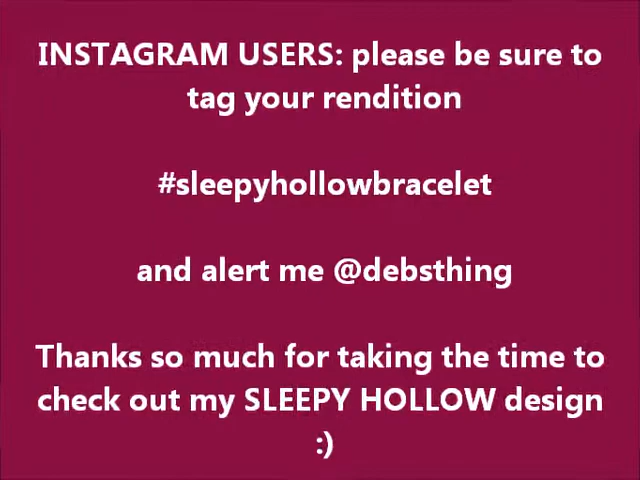 INSTAGRAM USERS: please be sure to
tag your rendition
#sleepyhollowbracelet
and alert me @debsthing
Thanks so much for taking the time to
check out my SLEEPY HOLLOW design
:)